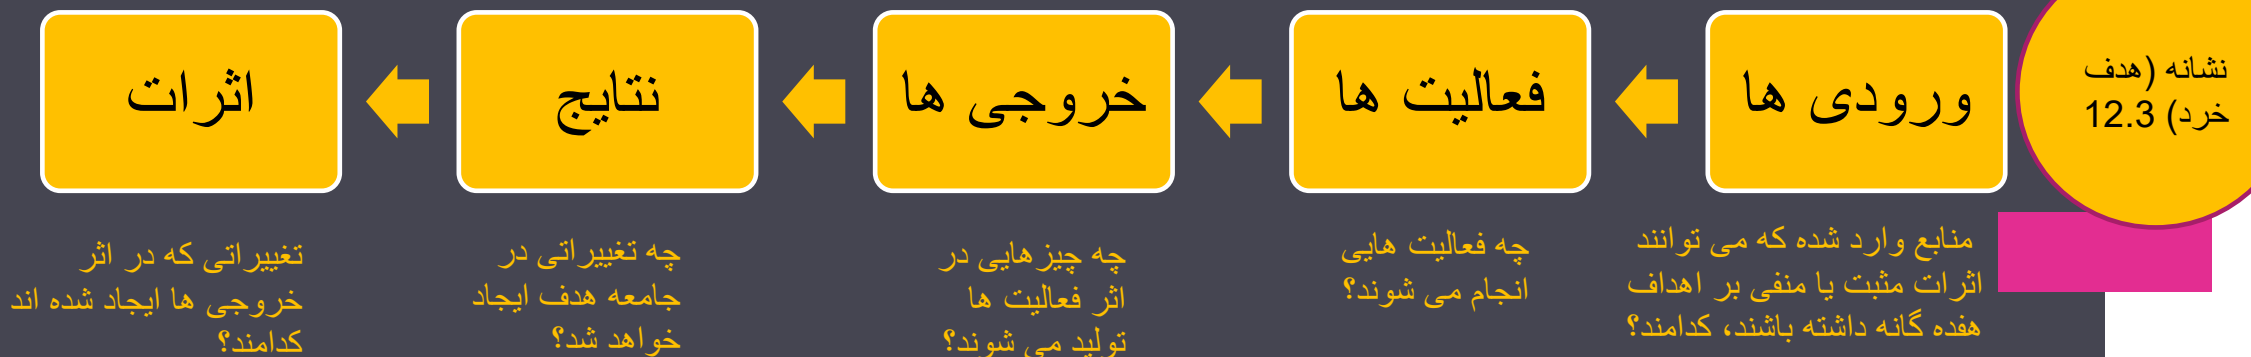 نشانه (هدف
خرد) 12.3
ورودی ها
فعالیت ها
خروجی ها
نتایج
اثرات
منابع وارد شده که می توانند
اثرات مثبت یا منفی بر اهداف
هفده گانه داشته باشند، کدامند؟
چه فعالیت هایی
انجام می شوند؟
چه چیزهایی در
اثر فعالیت ها
تولید می شوند؟
چه تغییراتی در
جامعه هدف ایجاد
خواهد شد؟
تغییراتی که در اثر
خروجی ها ایجاد شده اند
کدامند؟